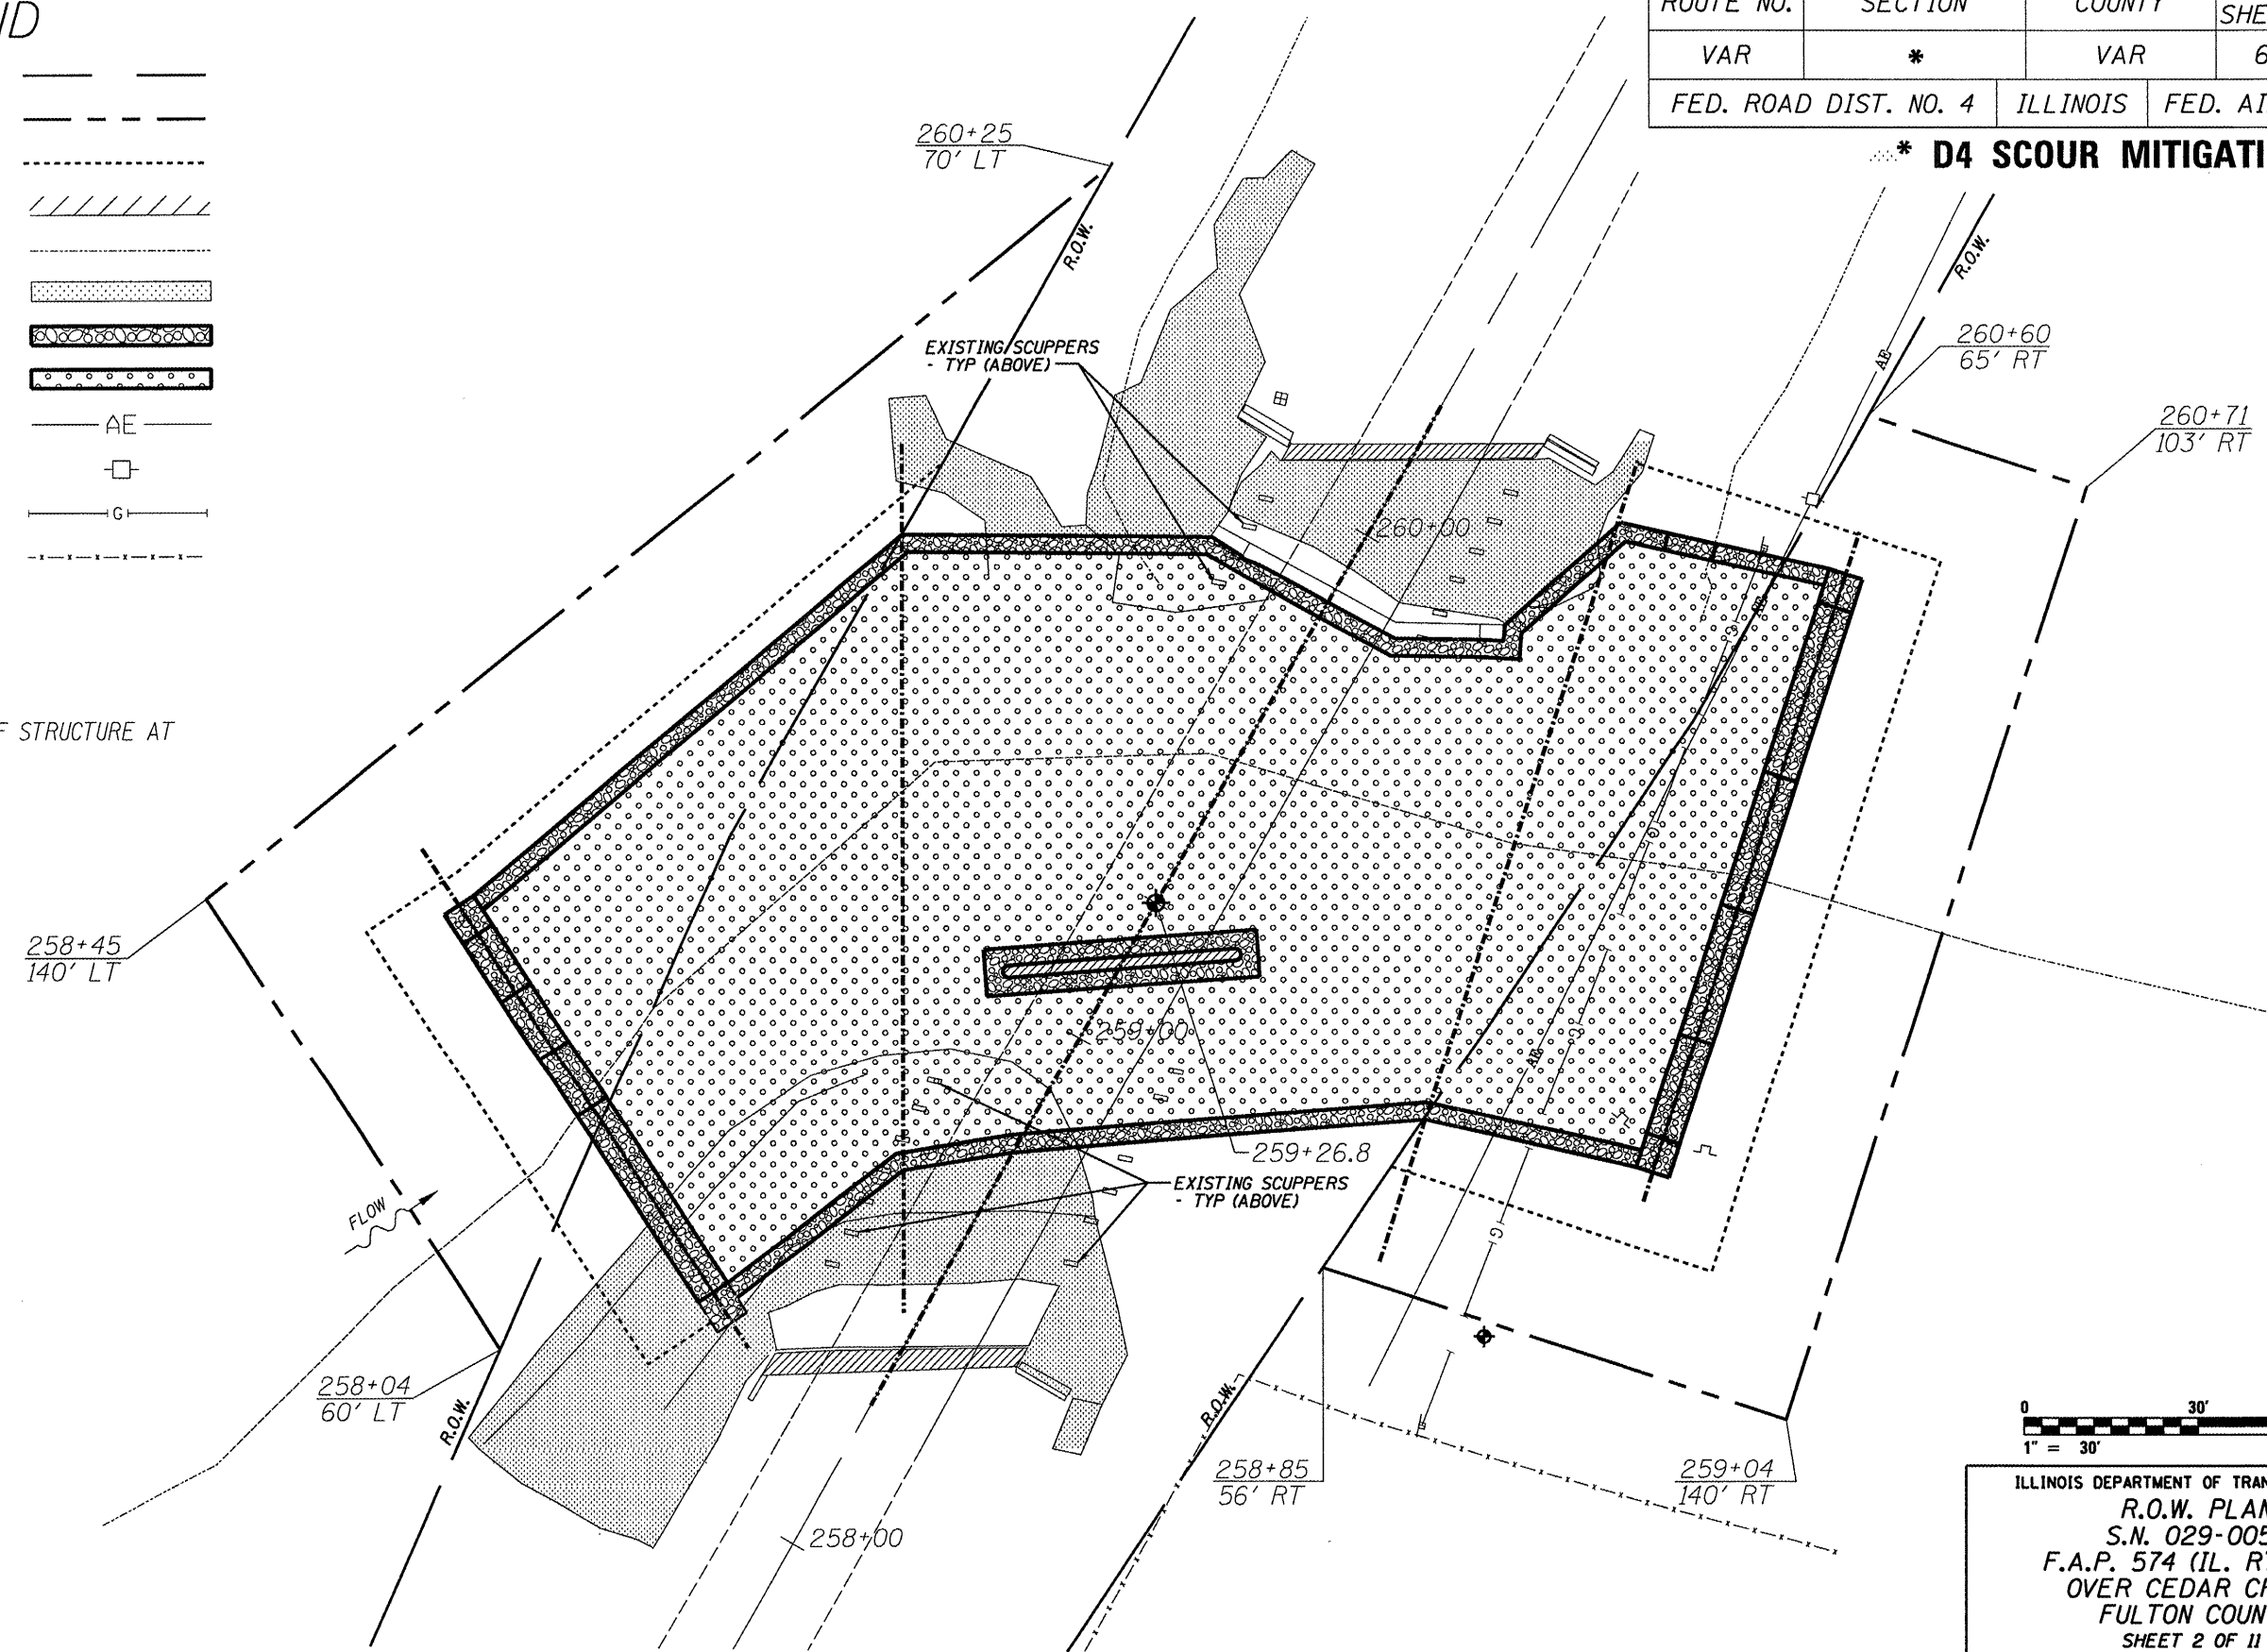 ROUTE NO. SECTION COUNTY
VAR * VAR
FED. ROAD DIST. NO. 4 ILLINOIS
* D4 SCOUR
260+25
70' LT
R.O.W.
R.O.W.
EXISTING SCUPPERS
- TYP (ABOVE)
AE
260+60
65' RT
260+71
103' RT
AE
G
260+00
AE
G
STRUCTURE AT
G
258+45
140' LT
259+00
AE
G
259+26.8
EXISTING SCUPPERS
- TYP (ABOVE)
FLOW
G
258+04
60' LT
R.O.W.
R.O.W.
258+85
56' RT
259+04
140' RT
258+00
0 30'
1" = 30'
ILLINOIS DEPARTMENT OF
R.O.W. PLAN
S.N. 029-005
F.A.P. 574 (IL.
OVER CEDAR
FULTON
SHEET 2 OF 11